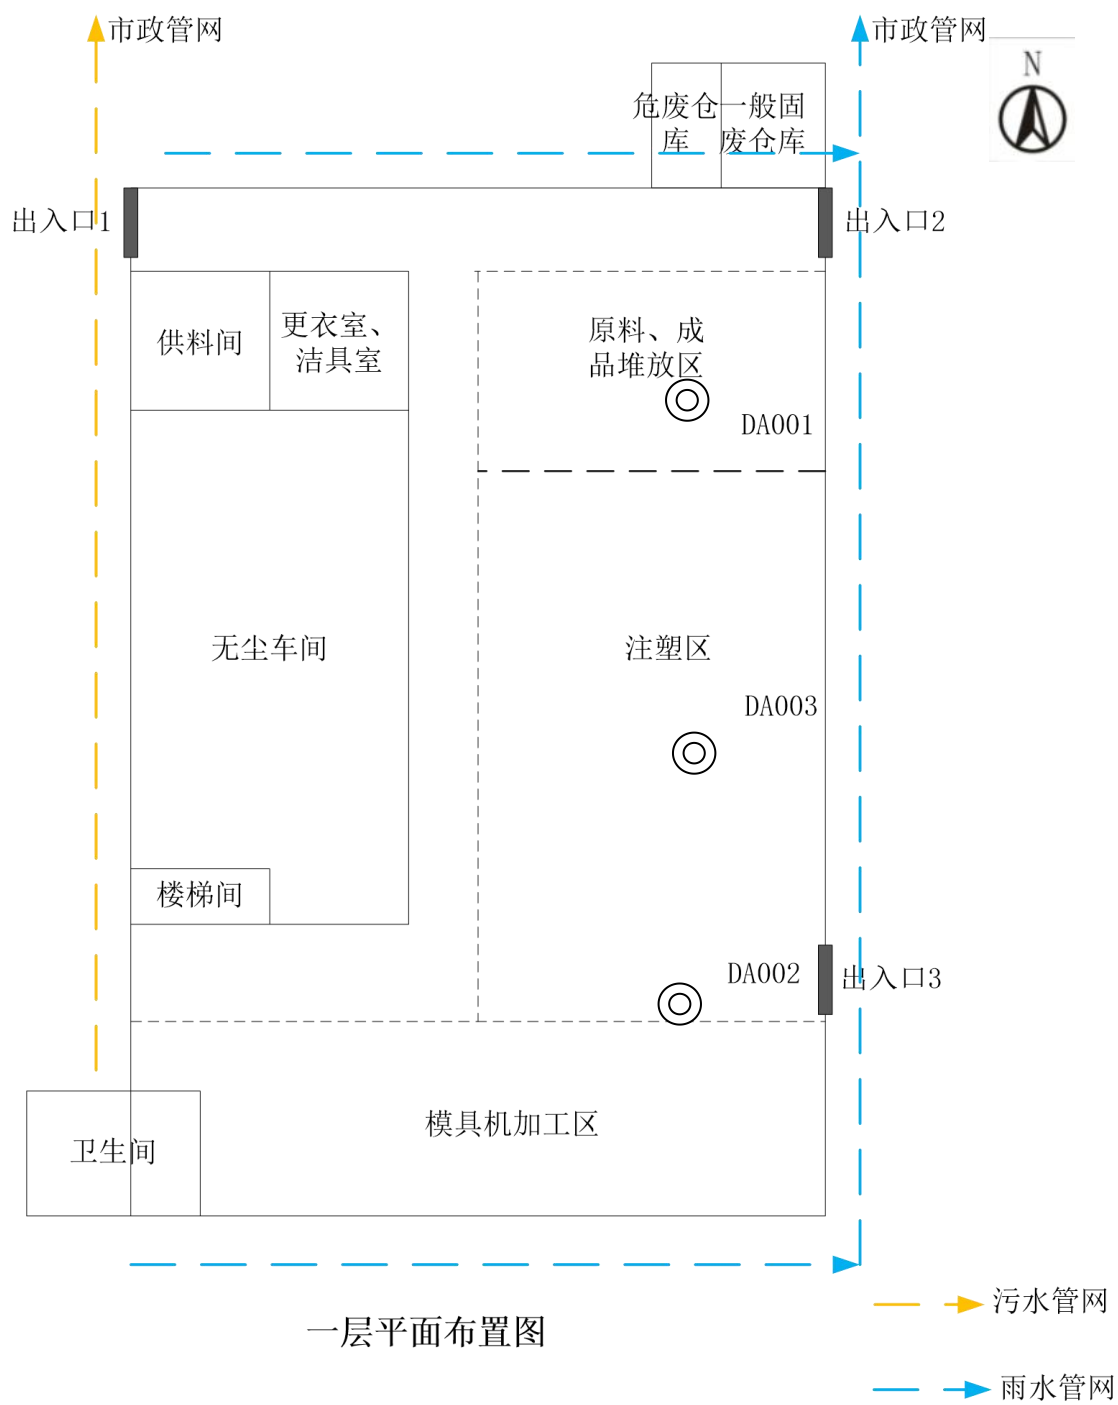 市政管网
市政管网
N
危废仓
库
一般固
废仓库
出入口1
出入口2
供料间
更衣室、
洁具室
原料、成
品堆放区
DA001
无尘车间
注塑区
DA003
楼梯间
DA002
出入口3
模具机加工区
卫生间
污水管网
一层平面布置图
雨水管网